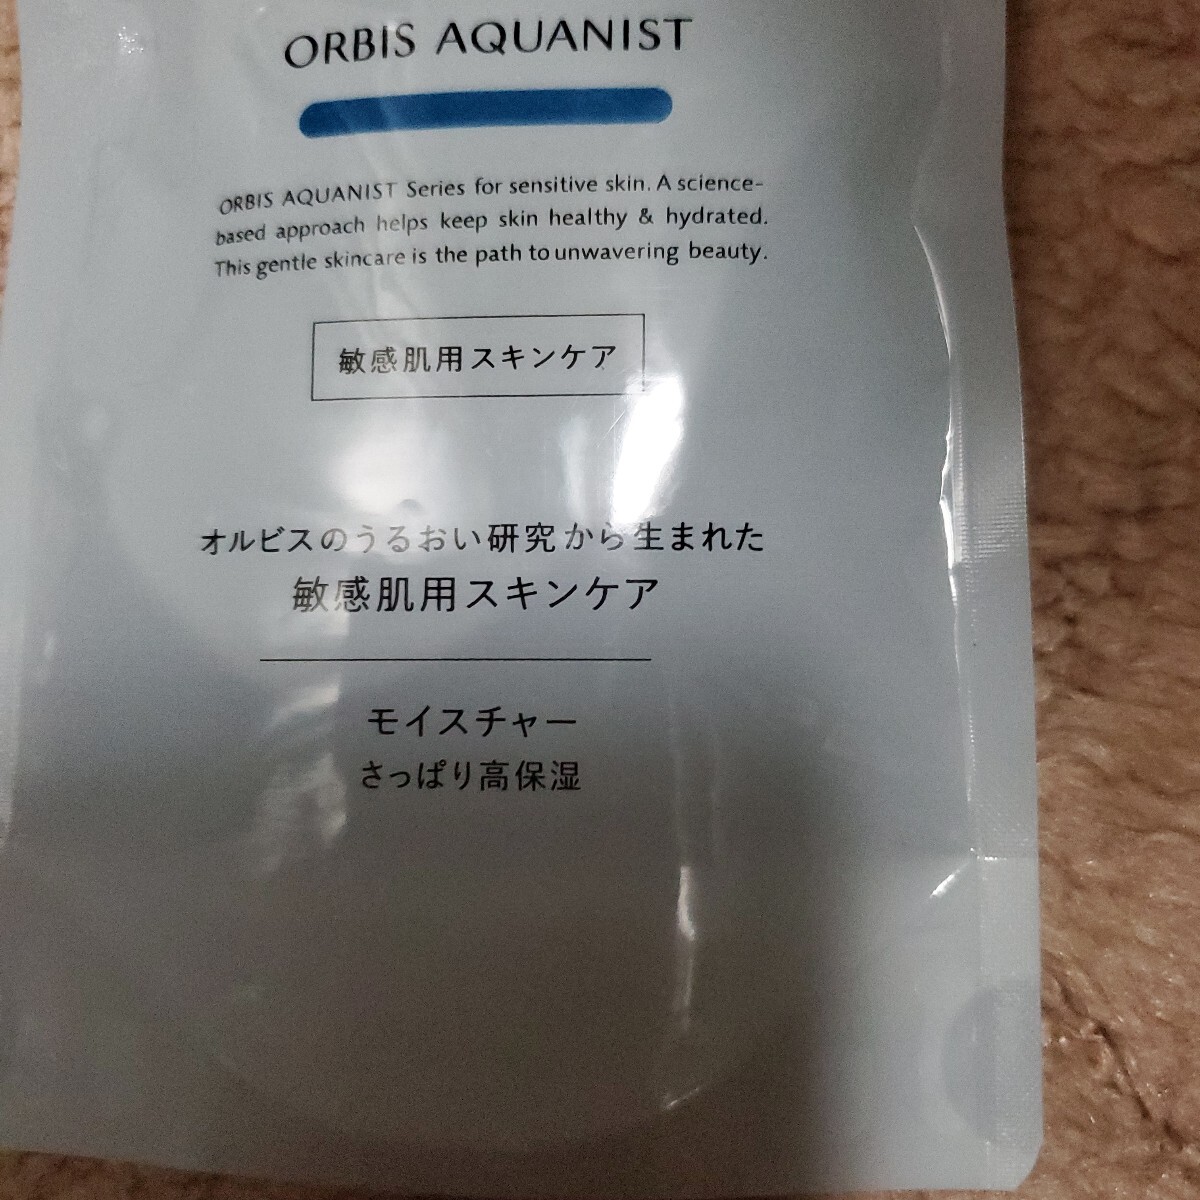 ORBIS AQUANIST
ORBIS AQUANIST Series for sensitive skin. A science-
based approach helps keep skin healthy & hydrated.
This gentle skincare is the path to unwavering beauty.
敏感肌用スキンケア
オルビスのうるおい研究から生まれた
敏感肌用スキンケア
モイスチャー
さっぱり高保湿